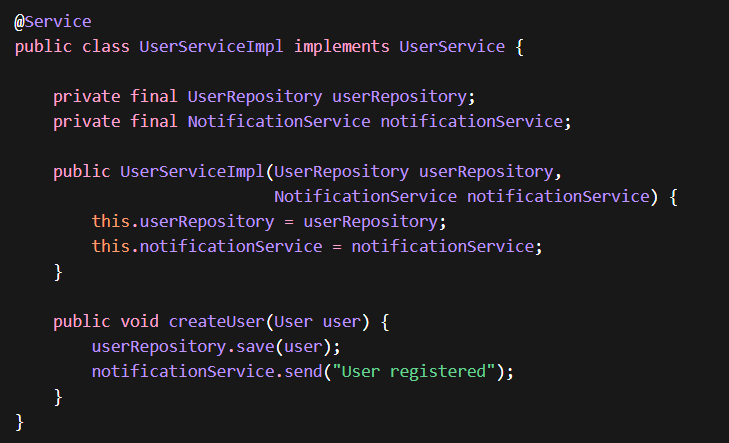 @Service
public class UserServiceImpl implements UserService {
    private final UserRepository userRepository;
    private final NotificationService notificationService;
    public UserServiceImpl(UserRepository userRepository,
                           NotificationService notificationService) {
        this.userRepository = userRepository;
        this.notificationService = notificationService;
    }
    public void createUser(User user) {
        userRepository.save(user);
        notificationService.send("User registered");
    }
}